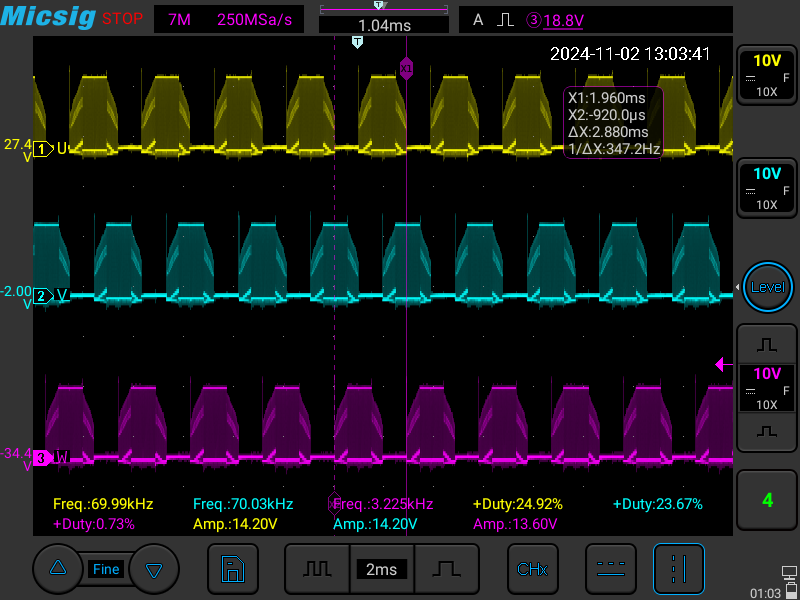 Micsig STOP 7M 250MSa/s T 1.04ms A 3 18.8V
T
2024-11-02 13:03:41
X1
X1:1.960ms
X2:-920.0μs
ΔX:2.880ms
1/ΔX:347.2Hz
27.4 V 1 U
-2.00 V 2 V
-34.4 V 3 W
Freq.:69.99kHz Freq.:70.03kHz Freq.:3.225kHz +Duty:24.92% +Duty:23.67%
+Duty:0.73% Amp.:14.20V Amp.:14.20V Amp.:13.60V
10V
F
10X
10V
F
10X
Level
10V
F
10X
4
Fine 2ms CHx
01:03